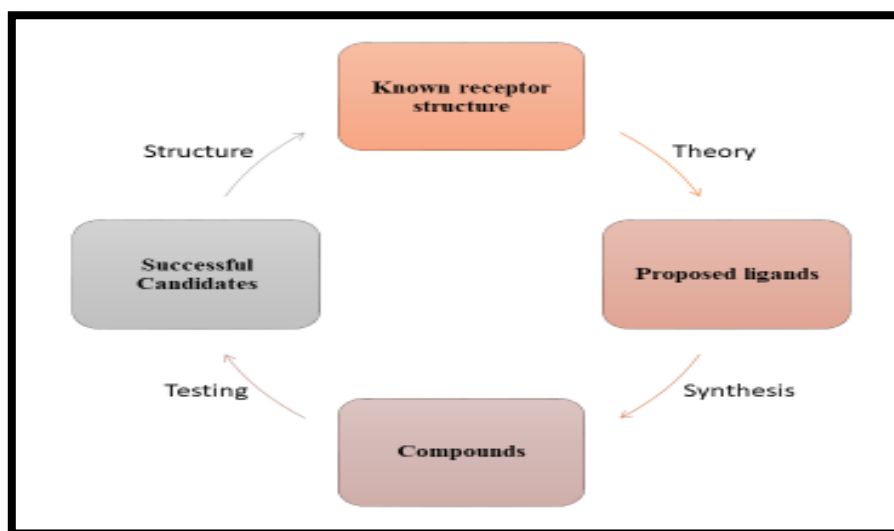 Known receptor
structure
Structure
Theory
Successful
Candidates
Proposed ligands
Testing
Synthesis
Compounds